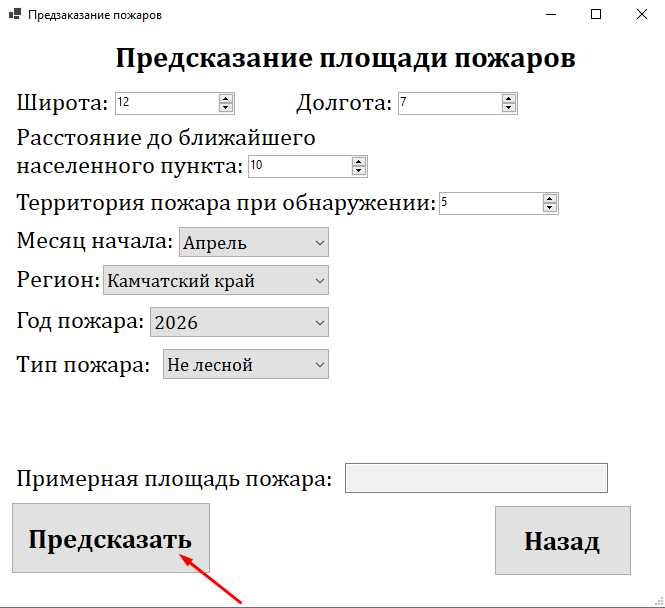 Предзаказание пожаров
Предсказание площади пожаров
Широта: 12 Долгота: 7
Расстояние до ближайшего
населенного пункта: 10
Территория пожара при обнаружении: 5
Месяц начала: Апрель
Регион: Камчатский край
Год пожара: 2026
Тип пожара: Не лесной
Примерная площадь пожара:
Предсказать Назад